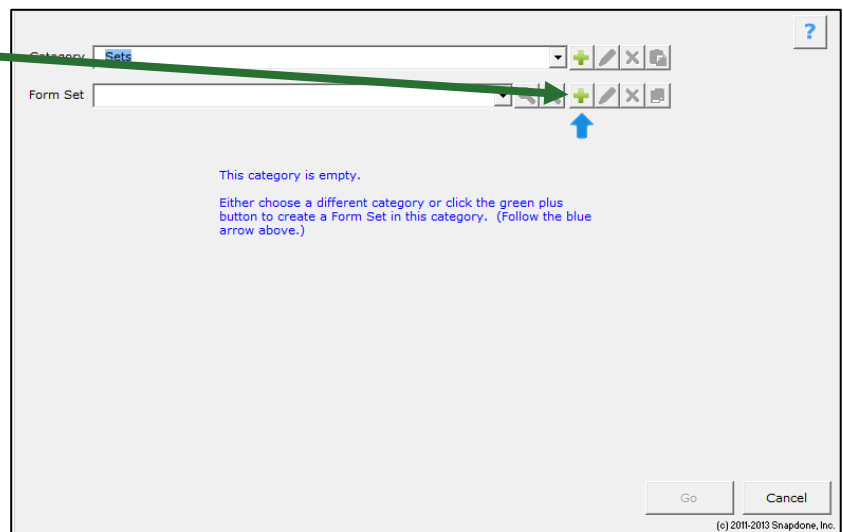 ?
Category Sets
Form Set
This category is empty.
Either choose a different category or click the green plus
button to create a Form Set in this category. (Follow the blue
arrow above.)
Go Cancel
(c) 2011-2013 Snapdone, Inc.